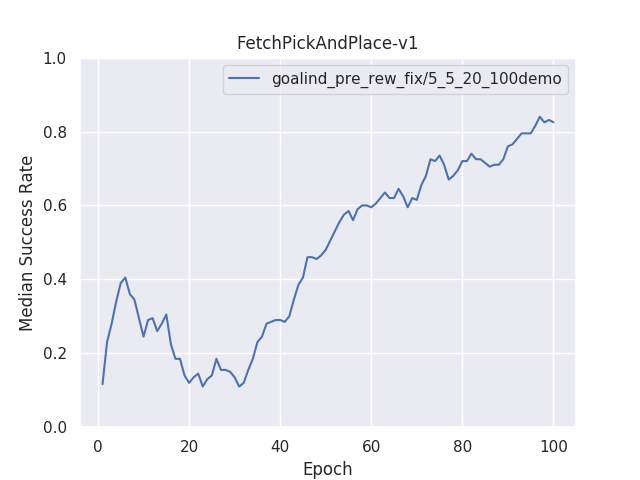 FetchPickAndPlace-v1
goalind_pre_rew_fix/5_5_20_100demo
1.0
0.8
0.6
0.4
0.2
0.0
Median Success Rate
0 20 40 60 80 100
Epoch